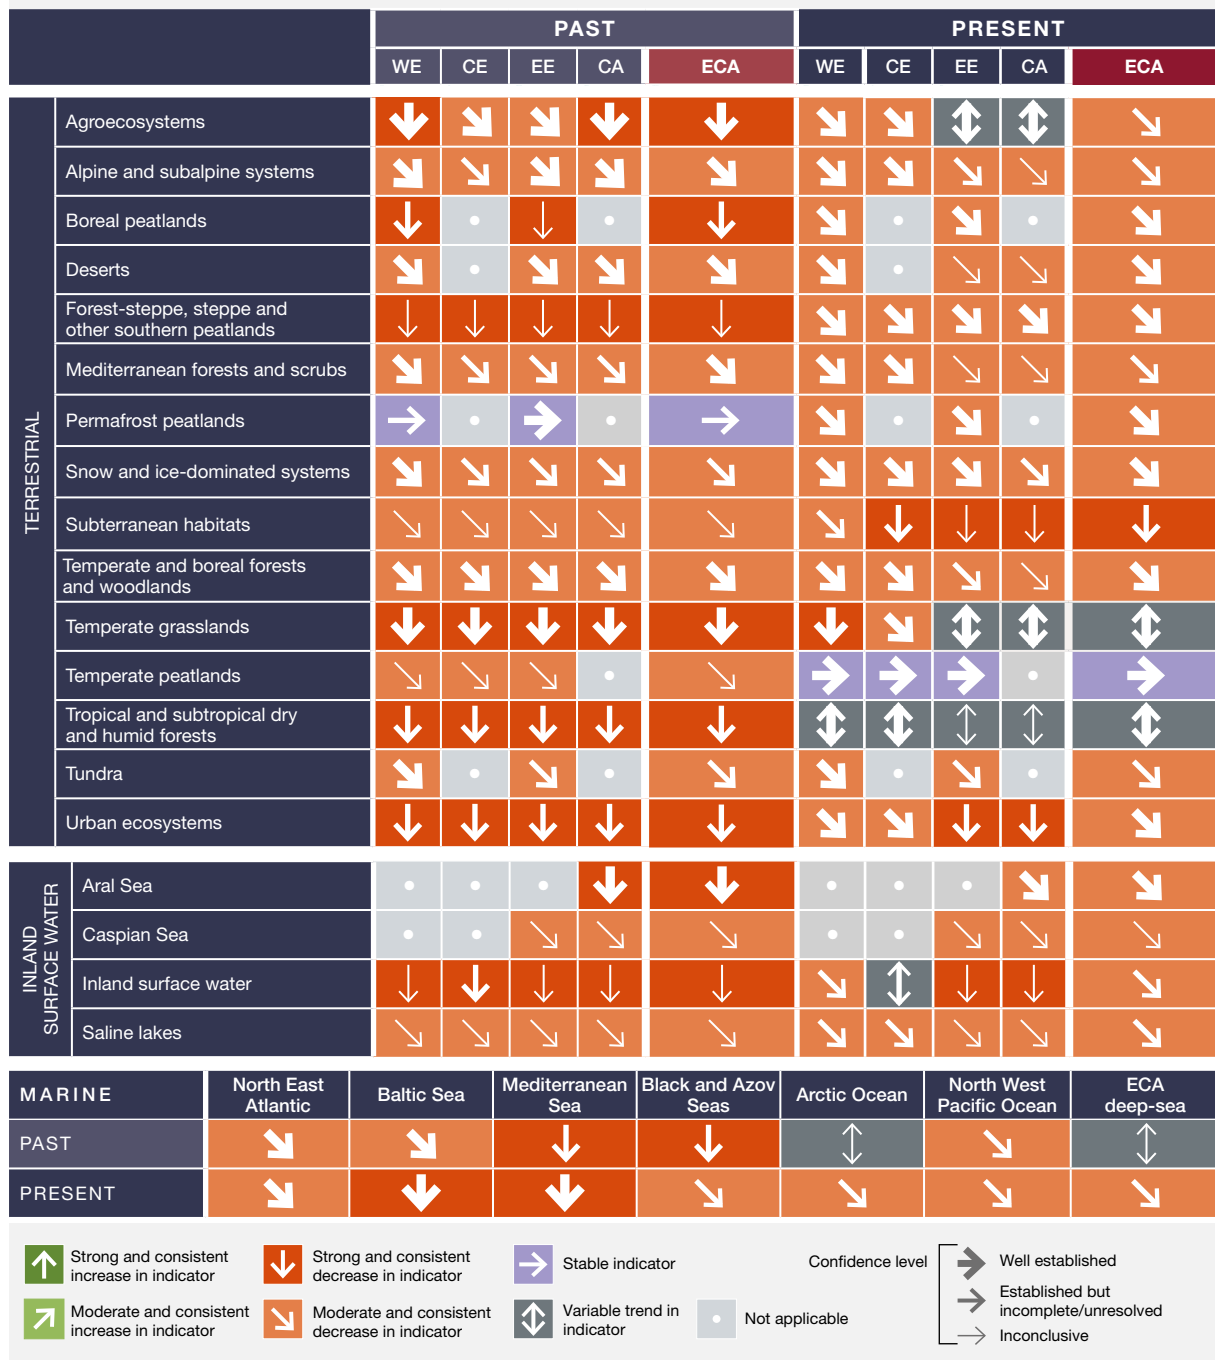 PAST
PRESENT
WE
CE
EE
CA
ECA
WE
CE
EE
CA
ECA
TERRESTRIAL
Agroecosystems
Alpine and subalpine systems
Boreal peatlands
Deserts
Forest-steppe, steppe and
other southern peatlands
Mediterranean forests and scrubs
Permafrost peatlands
Snow and ice-dominated systems
Subterranean habitats
Temperate and boreal forests
and woodlands
Temperate grasslands
Temperate peatlands
Tropical and subtropical dry
and humid forests
Tundra
Urban ecosystems
INLAND
SURFACE WATER
Aral Sea
Caspian Sea
Inland surface water
Saline lakes
MARINE
North East
Atlantic
Baltic Sea
Mediterranean
Sea
Black and Azov
Seas
Arctic Ocean
North West
Pacific Ocean
ECA
deep-sea
PAST
PRESENT
Strong and consistent
increase in indicator
Moderate and consistent
increase in indicator
Strong and consistent
decrease in indicator
Moderate and consistent
decrease in indicator
Stable indicator
Variable trend in
indicator
Not applicable
Confidence level
Well established
Established but
incomplete/unresolved
Inconclusive